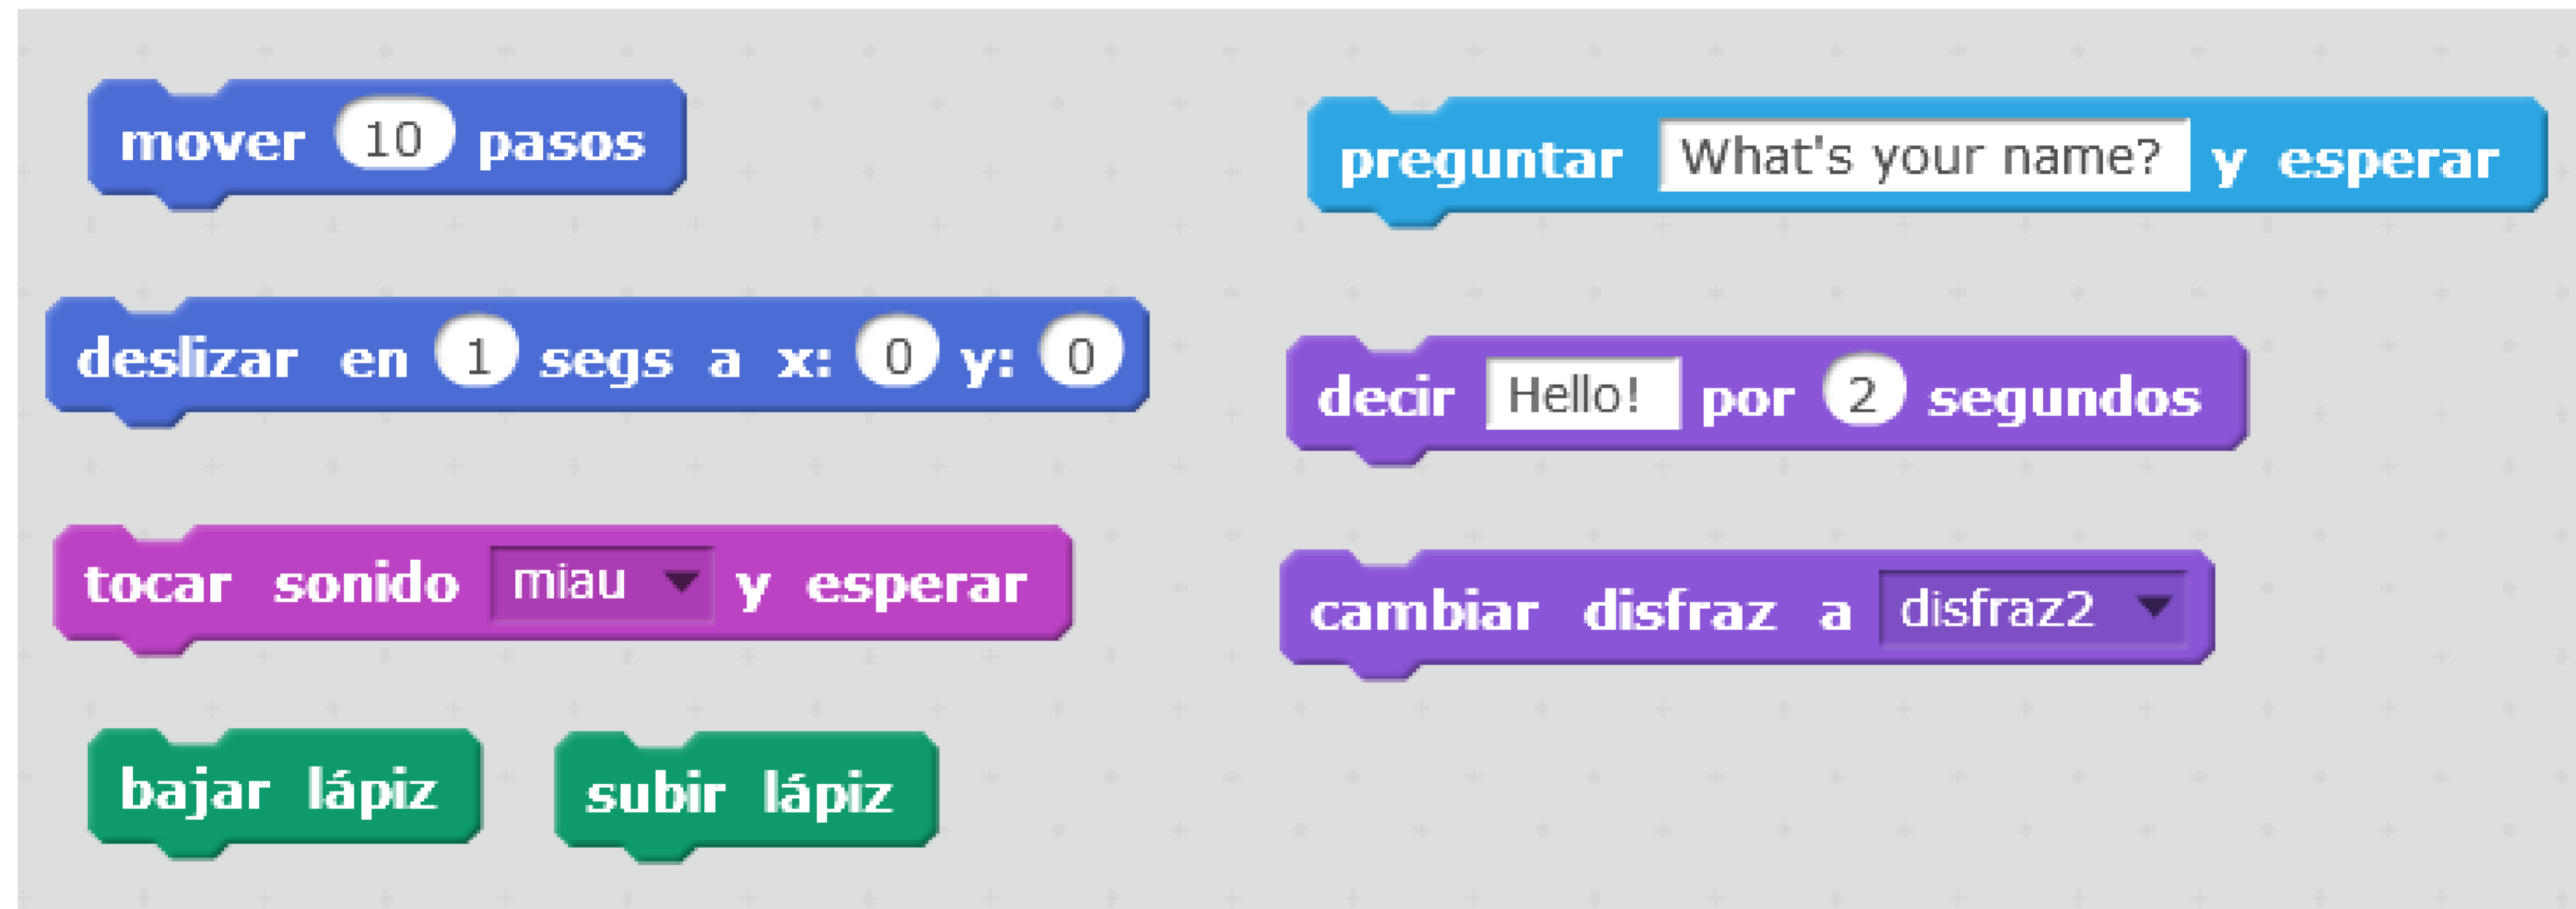 mover 10 pasos
deslizar en 1 segs a x: 0 y: 0
tocar sonido miau y esperar
bajar lápiz
subir lápiz
preguntar What's your name? y esperar
decir Hello! por 2 segundos
cambiar disfraz a disfraz2